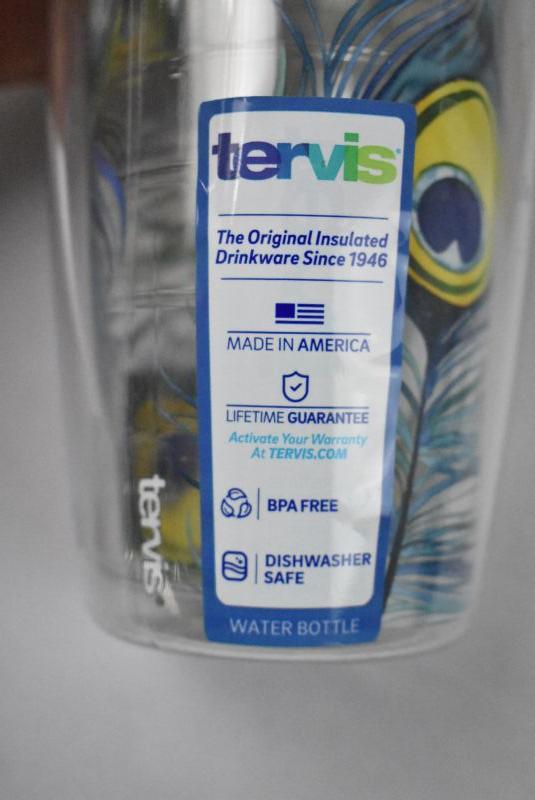 tervis®
The Original Insulated
Drinkware Since 1946
MADE IN AMERICA
LIFETIME GUARANTEE
Activate Your Warranty
At TERVIS.COM
BPA FREE
DISHWASHER
SAFE
WATER BOTTLE
tervis